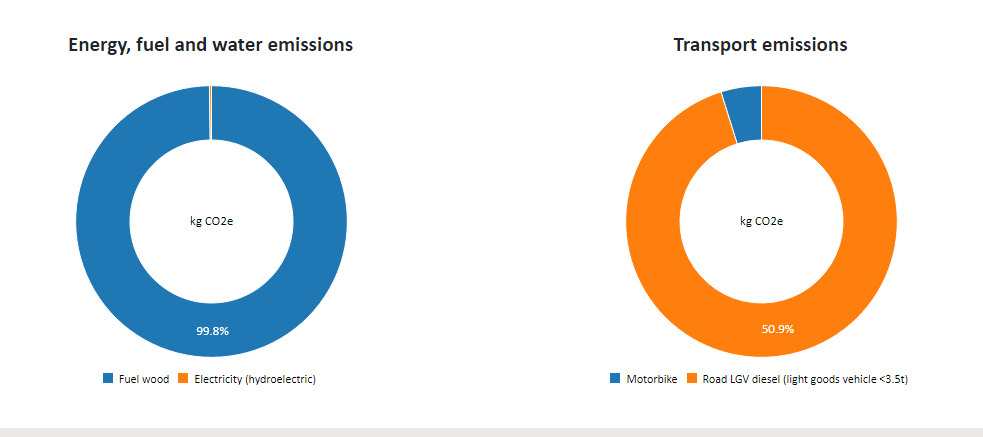 Energy, fuel and water emissions
kg CO2e
99.8%
Fuel wood Electricity (hydroelectric)
Transport emissions
kg CO2e
50.9%
Motorbike Road LGV diesel (light goods vehicle <3.5t)